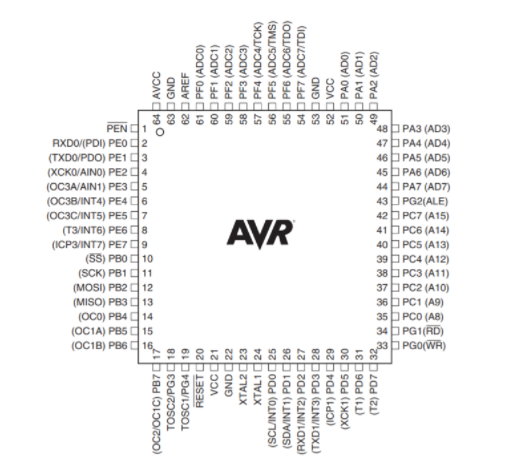 64 AVCC
63 GND
62 AREF
61 PF0 (ADC0)
60 PF1 (ADC1)
59 PF2 (ADC2)
58 PF3 (ADC3)
57 PF4 (ADC4/TCK)
56 PF5 (ADC5/TMS)
55 PF6 (ADC6/TDO)
54 PF7 (ADC7/TDI)
53 GND
52 VCC
51 PA0 (AD0)
50 PA1 (AD1)
49 PA2 (AD2)
PEN 1
RXD0/(PDI) PE0 2
(TXD0/PDO) PE1 3
(XCK0/AIN0) PE2 4
(OC3A/AIN1) PE3 5
(OC3B/INT4) PE4 6
(OC3C/INT5) PE5 7
(T3/INT6) PE6 8
(ICP3/INT7) PE7 9
(SS) PB0 10
(SCK) PB1 11
(MOSI) PB2 12
(MISO) PB3 13
(OC0) PB4 14
(OC1A) PB5 15
(OC1B) PB6 16
AVR
48 PA3 (AD3)
47 PA4 (AD4)
46 PA5 (AD5)
45 PA6 (AD6)
44 PA7 (AD7)
43 PG2(ALE)
42 PC7 (A15)
41 PC6 (A14)
40 PC5 (A13)
39 PC4 (A12)
38 PC3 (A11)
37 PC2 (A10)
36 PC1 (A9)
35 PC0 (A8)
34 PG1(RD)
33 PG0(WR)
(OC2/OC1C) PB7 17
TOSC2/PG3 18
TOSC1/PG4 19
RESET 20
VCC 21
GND 22
XTAL2 23
XTAL1 24
(SCL/INT0) PD0 25
(SDA/INT1) PD1 26
(RXD1/INT2) PD2 27
(TXD1/INT3) PD3 28
(ICP1) PD4 29
(XCK1) PD5 30
(T1) PD6 31
(T2) PD7 32